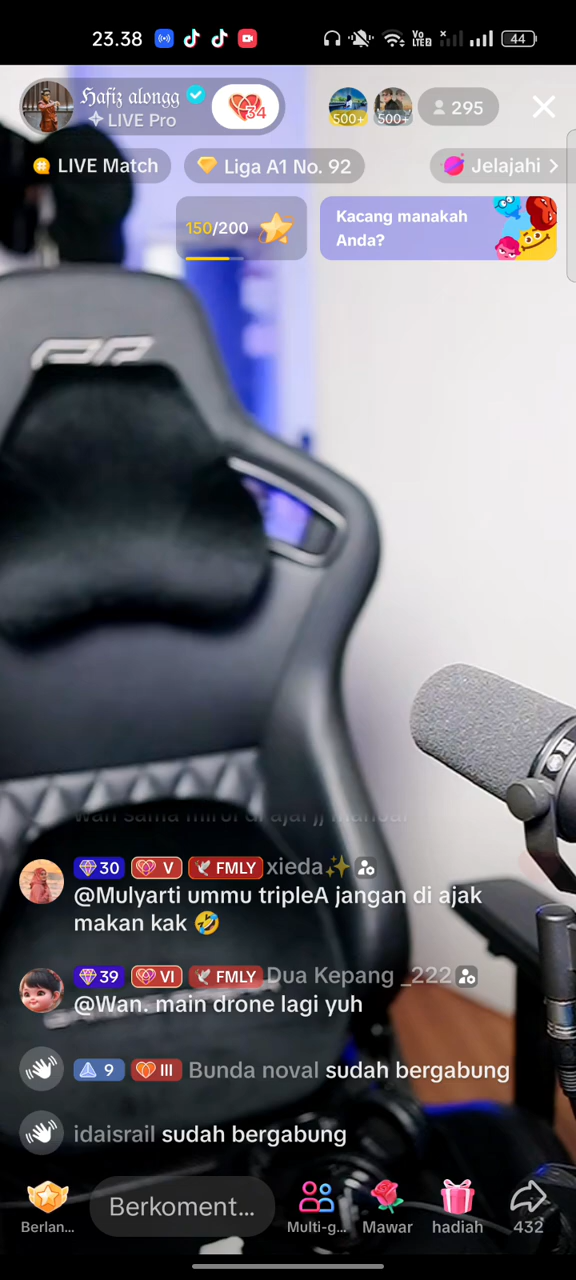 23.38
Vo
LTE 2
44
Hafiz alongg
LIVE Pro
34
500+
500+
295
LIVE Match
Liga A1 No. 92
Jelajahi
150/200
Kacang manakah
Anda?
30 V FMLY xieda✨
@Mulyarti ummu tripleA jangan di ajak
makan kak 🤣
39 VI FMLY Dua Kepang _222
@Wan. main drone lagi yuh
9 III Bunda noval sudah bergabung
idaisrail sudah bergabung
Berlan...
Berkoment...
Multi-g...
Mawar
hadiah
432